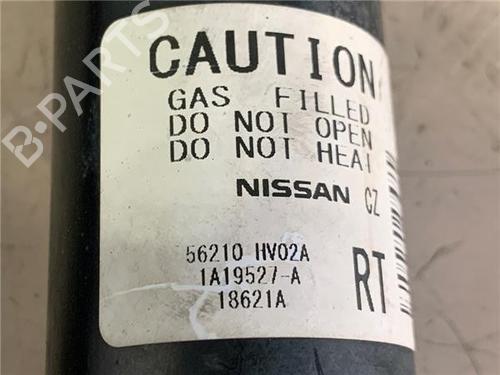 CAUTION
GAS FILLED
DO NOT OPEN
DO NOT HEAT
NISSAN CZ
56210 HV02A
1A19527-A
18621A
RT
B-PARTS